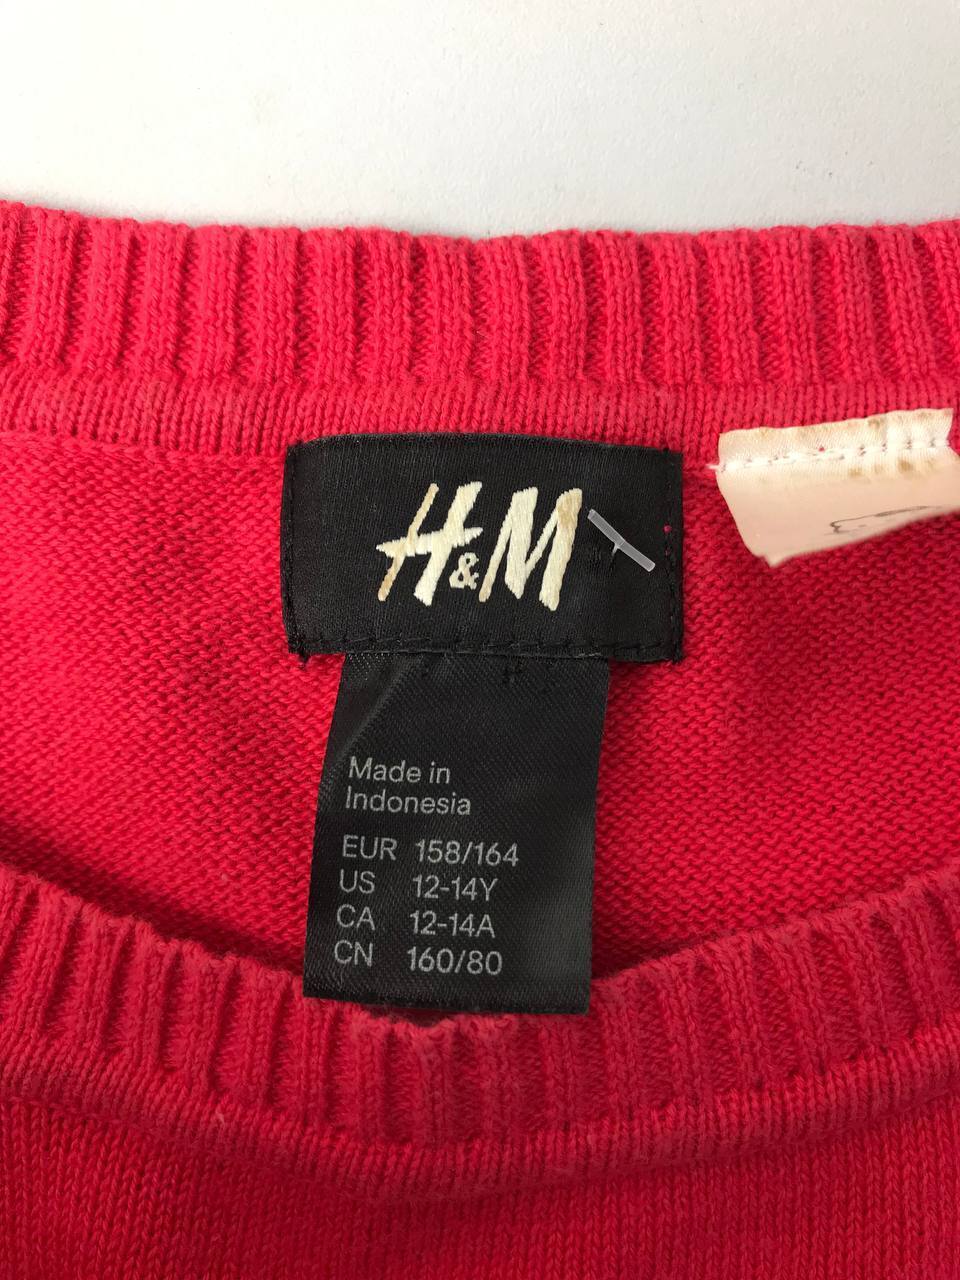 H&M
Made in
Indonesia
EUR 158/164
US 12-14Y
CA 12-14A
CN 160/80